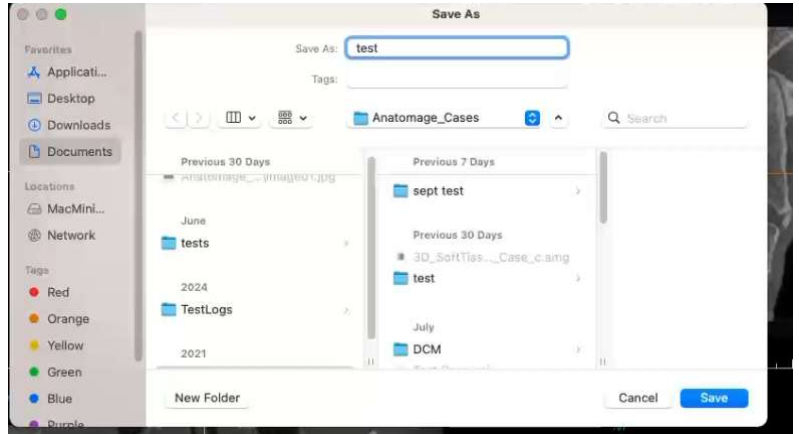 Save As
Save As: test
Tags:
Anatomage_Cases
Search
Favorites
Applicati...
Desktop
Downloads
Documents
Locations
MacMini...
Network
Tags
Red
Orange
Yellow
Green
Blue
Purple
Previous 30 Days
June
tests
2024
TestLogs
2021
Previous 7 Days
sept test
Previous 30 Days
3D_SoftTiss..._Case_c.amg
test
July
DCM
New Folder
Cancel
Save